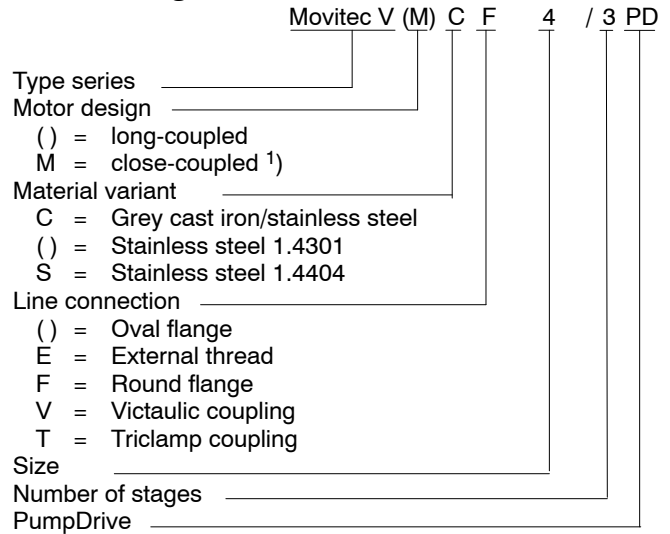 Movitec V (M) C F 4 / 3 PD
Type series
Motor design
( ) = long-coupled
M = close-coupled 1)
Material variant
C = Grey cast iron/stainless steel
( ) = Stainless steel 1.4301
S = Stainless steel 1.4404
Line connection
( ) = Oval flange
E = External thread
F = Round flange
V = Victaulic coupling
T = Triclamp coupling
Size
Number of stages
PumpDrive